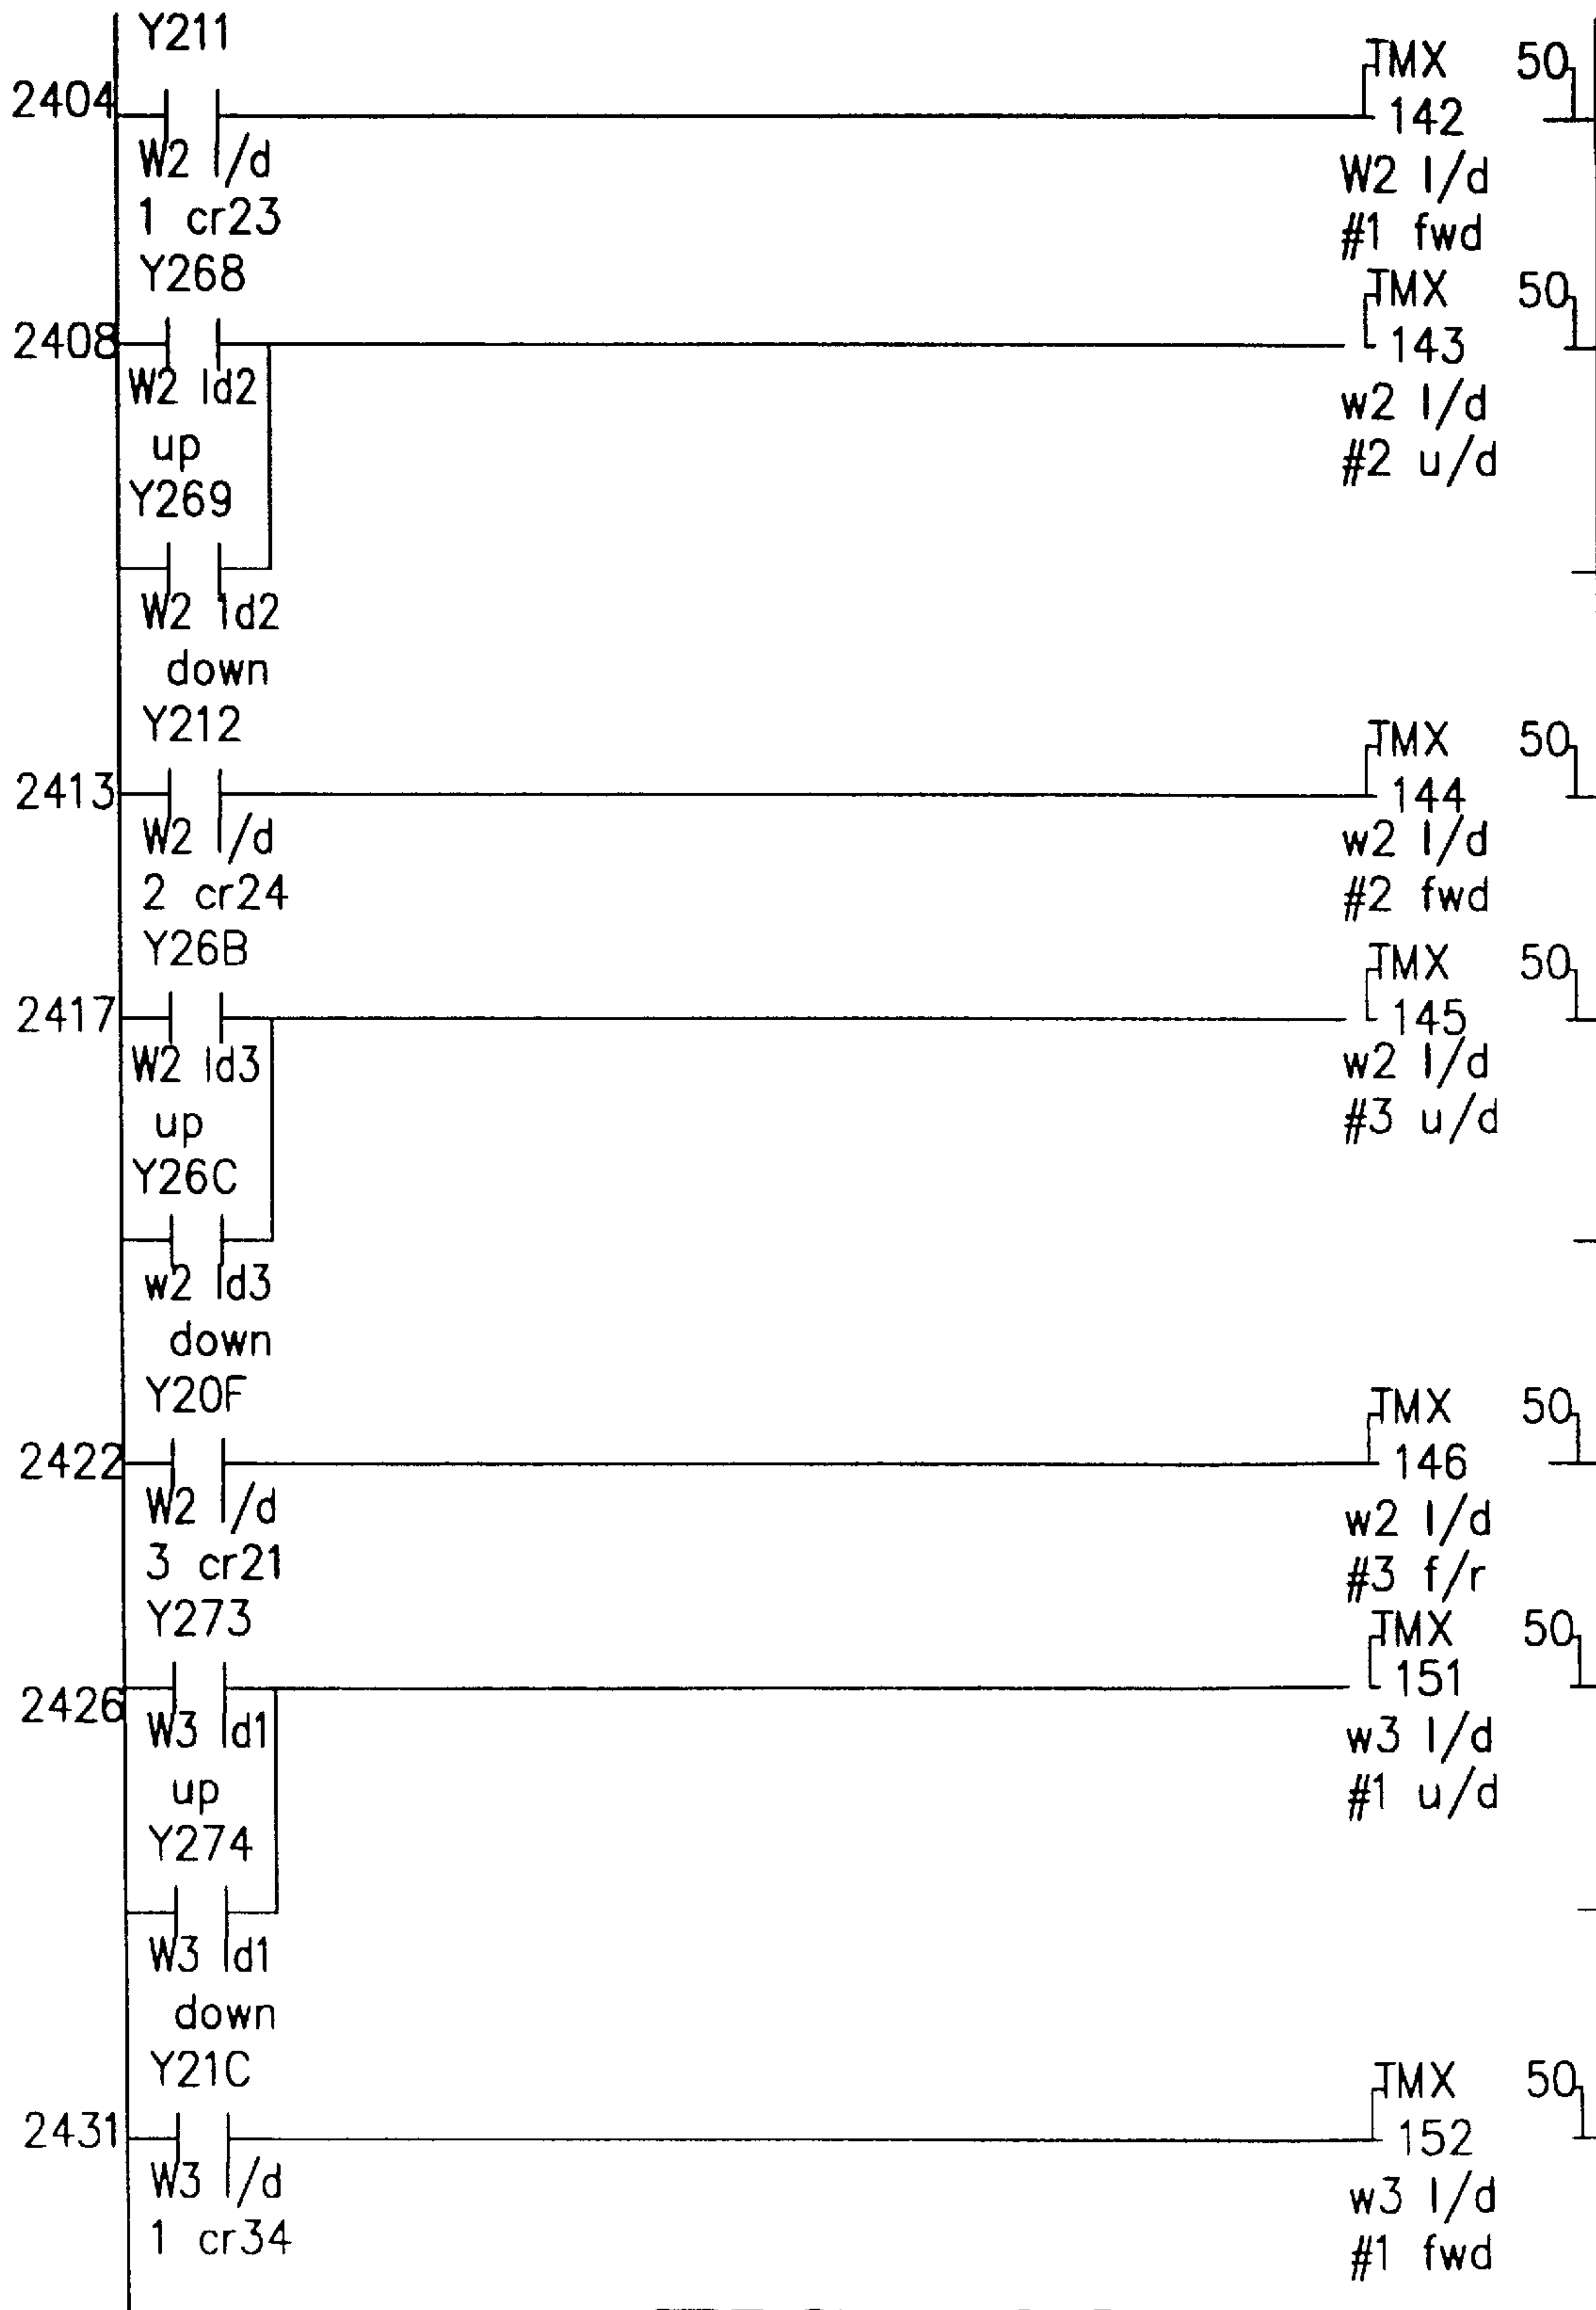 Y211
2404 TMX 50
142
W2 l/d W2 l/d
1 cr23 #1 fwd
Y268 TMX 50
2408 143
W2 ld2 w2 l/d
up #2 u/d
Y269
W2 ld2
down
Y212 TMX 50
2413 144
W2 l/d w2 l/d
2 cr24 #2 fwd
Y26B TMX 50
2417 145
W2 ld3 w2 l/d
up #3 u/d
Y26C
w2 ld3
down
Y20F TMX 50
2422 146
W2 l/d w2 l/d
3 cr21 #3 f/r
Y273 TMX 50
2426 151
W3 ld1 w3 l/d
up #1 u/d
Y274
W3 ld1
down
Y21C TMX 50
2431 152
W3 l/d w3 l/d
1 cr34 #1 fwd